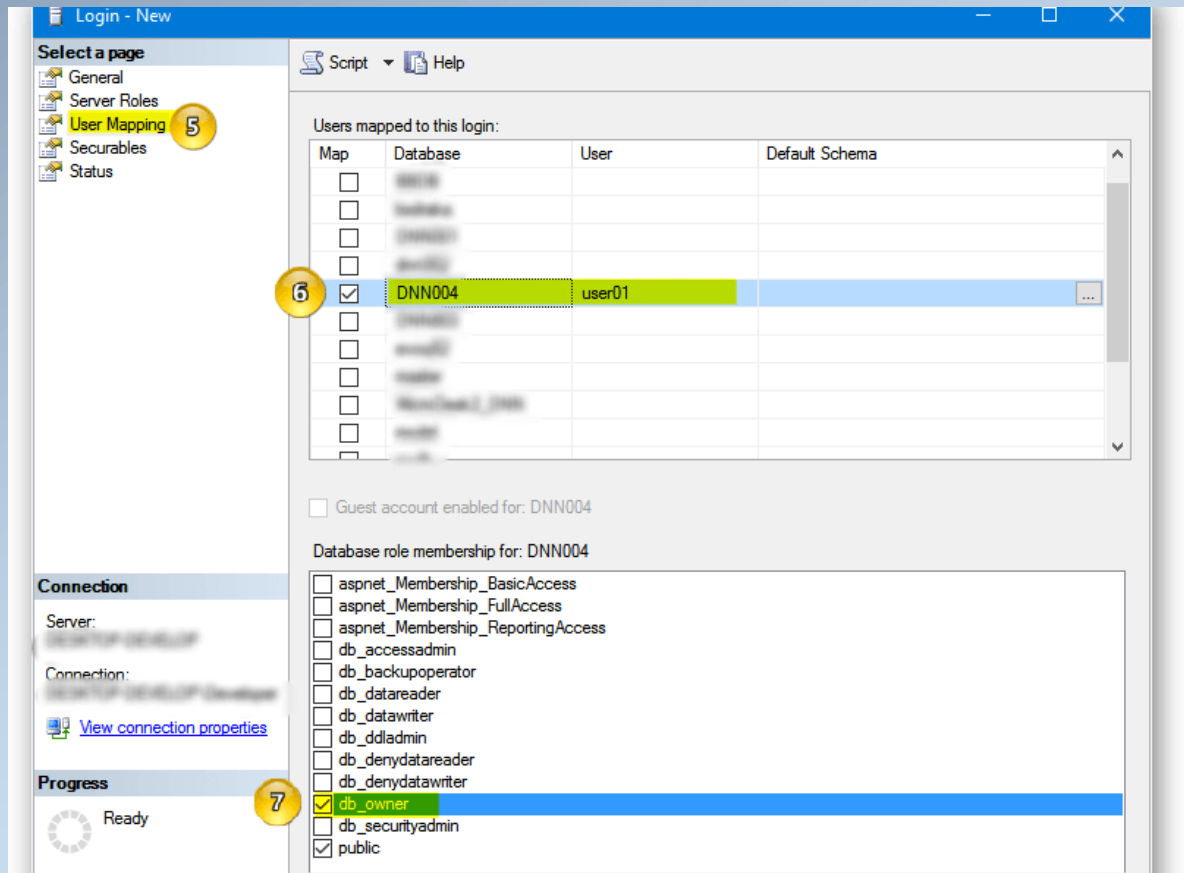 Login - New
Select a page
General
Server Roles
User Mapping
5
Securables
Status
Script Help
Users mapped to this login:
Map Database User Default Schema
6
DNN004 user01 ...
Guest account enabled for: DNN004
Database role membership for: DNN004
aspnet_Membership_BasicAccess
aspnet_Membership_FullAccess
aspnet_Membership_ReportingAccess
db_accessadmin
db_backupoperator
db_datareader
db_datawriter
db_ddladmin
db_denydatareader
db_denydatawriter
7
db_owner
db_securityadmin
public
Connection
Server:
Connection:
View connection properties
Progress
Ready